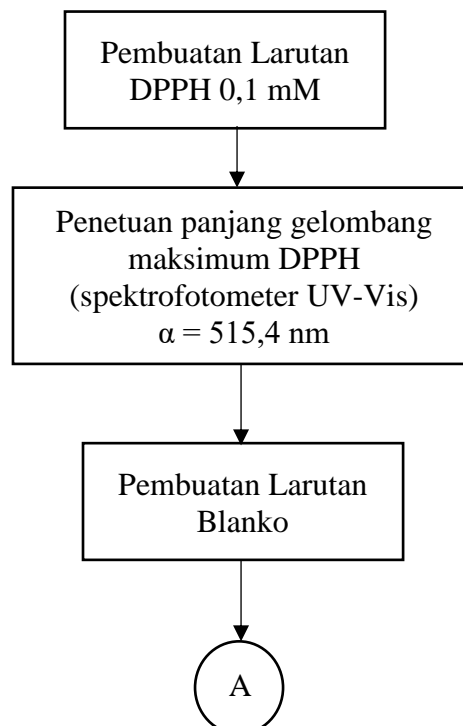 Pembuatan Larutan
DPPH 0,1 mM
Penetuan panjang gelombang
maksimum DPPH
(spektrofotometer UV-Vis)
α = 515,4 nm
Pembuatan Larutan
Blanko
A